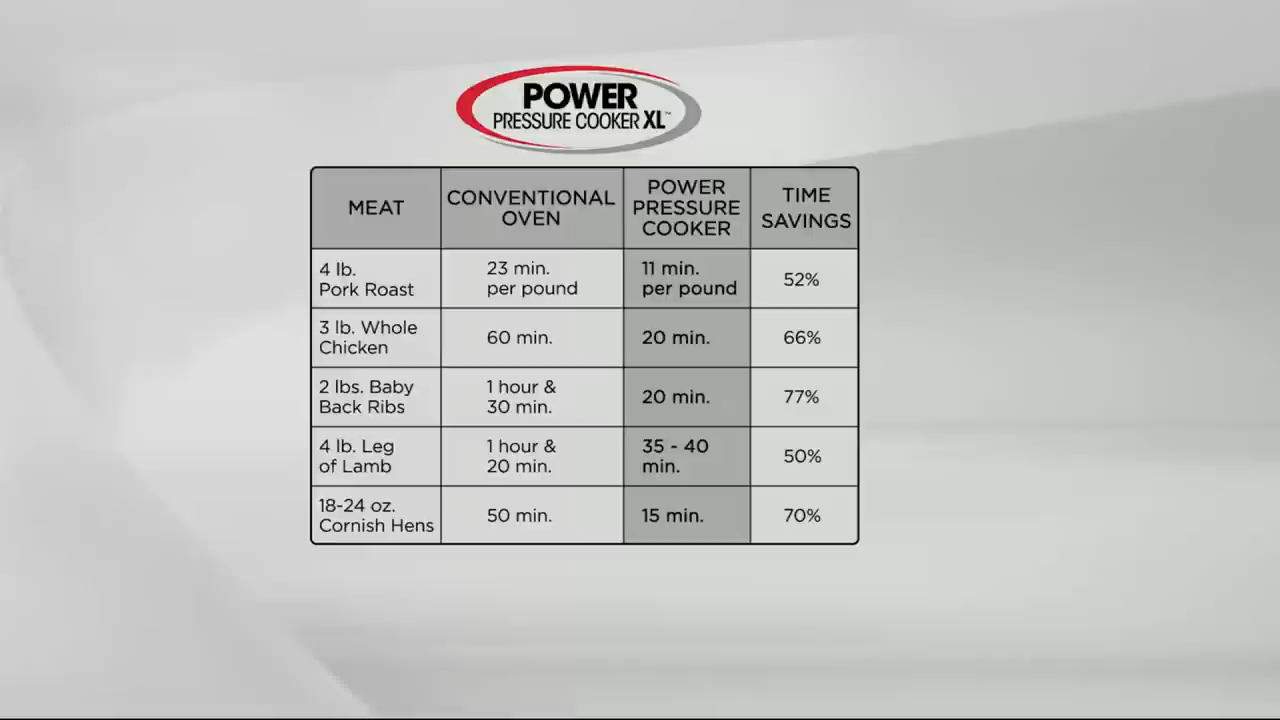 POWER
PRESSURE COOKER XL™
MEAT
CONVENTIONAL
OVEN
POWER
PRESSURE
COOKER
TIME
SAVINGS
4 lb.
Pork Roast
23 min.
per pound
11 min.
per pound
52%
3 lb. Whole
Chicken
60 min.
20 min.
66%
2 lbs. Baby
Back Ribs
1 hour &
30 min.
20 min.
77%
4 lb. Leg
of Lamb
1 hour &
20 min.
35 - 40
min.
50%
18-24 oz.
Cornish Hens
50 min.
15 min.
70%